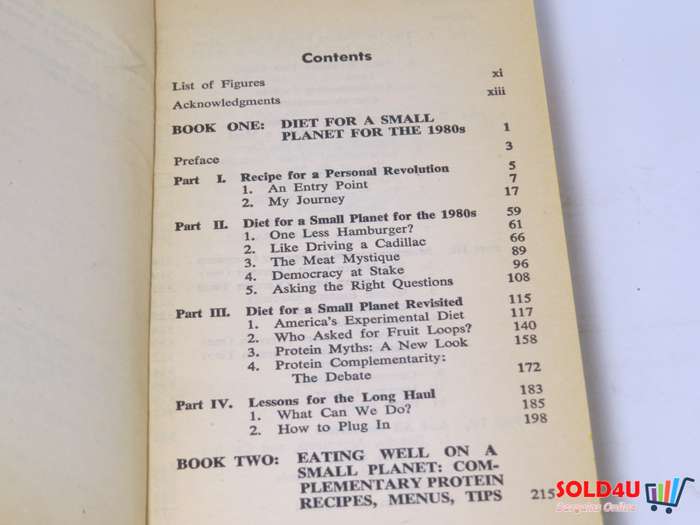 Contents
List of Figures xi
Acknowledgments xiii
BOOK ONE: DIET FOR A SMALL
PLANET FOR THE 1980s 1
Preface 3
Part I. Recipe for a Personal Revolution 5
1. An Entry Point 7
2. My Journey 17
Part II. Diet for a Small Planet for the 1980s 59
1. One Less Hamburger? 61
2. Like Driving a Cadillac 66
3. The Meat Mystique 89
4. Democracy at Stake 96
5. Asking the Right Questions 108
Part III. Diet for a Small Planet Revisited 115
1. America's Experimental Diet 117
2. Who Asked for Fruit Loops? 140
3. Protein Myths: A New Look 158
4. Protein Complementarity:
The Debate 172
Part IV. Lessons for the Long Haul 183
1. What Can We Do? 185
2. How to Plug In 198
BOOK TWO: EATING WELL ON A
SMALL PLANET: COM-
PLEMENTARY PROTEIN
RECIPES, MENUS, TIPS 215
SOLD4U
Bargains Online